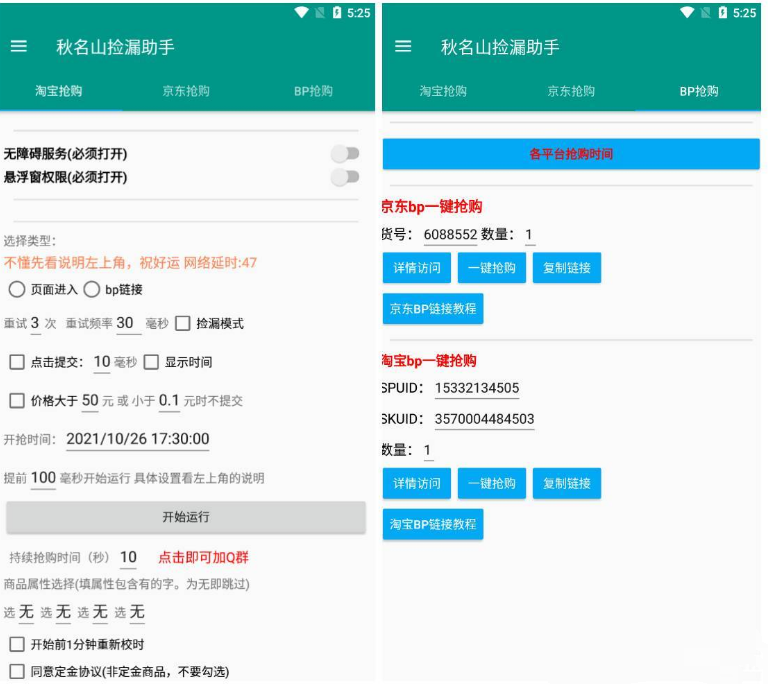 5:25
秋名山捡漏助手
淘宝抢购 京东抢购 BP抢购
无障碍服务(必须打开)
悬浮窗权限(必须打开)
选择类型：
不懂先看说明左上角，祝好运 网络延时:47
页面进入 bp链接
重试 3 次 重试频率 30 毫秒 捡漏模式
点击提交： 10 毫秒 显示时间
价格大于 50 元 或 小于 0.1 元时不提交
开抢时间： 2021/10/26 17:30:00
提前 100 毫秒开始运行 具体设置看左上角的说明
开始运行
持续抢购时间（秒） 10 点击即可加Q群
商品属性选择(填属性包含有的字。为无即跳过)
选 无 选 无 选 无 选 无
开始前1分钟重新校时
同意定金协议(非定金商品，不要勾选)
5:25
秋名山捡漏助手
淘宝抢购 京东抢购 BP抢购
各平台抢购时间
京东bp一键抢购
货号： 6088552 数量： 1
详情访问 一键抢购 复制链接
京东BP链接教程
淘宝bp一键抢购
SPUID： 15332134505
SKUID： 3570004484503
数量： 1
详情访问 一键抢购 复制链接
淘宝BP链接教程